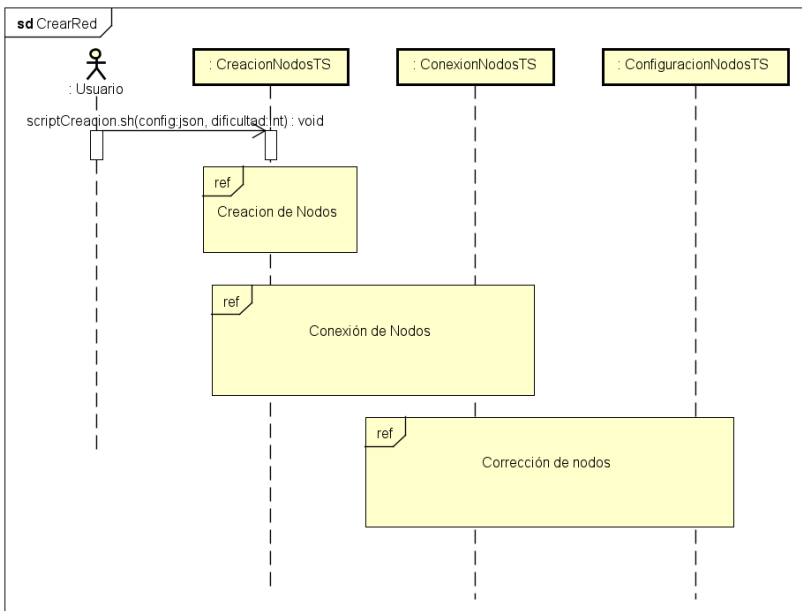 sd CrearRed
: Usuario
: CreacionNodosTS
: ConexionNodosTS
: ConfiguracionNodosTS
scriptCreacion.sh(config:json, dificultad:int) : void
ref
Creacion de Nodos
ref
Conexión de Nodos
ref
Corrección de nodos